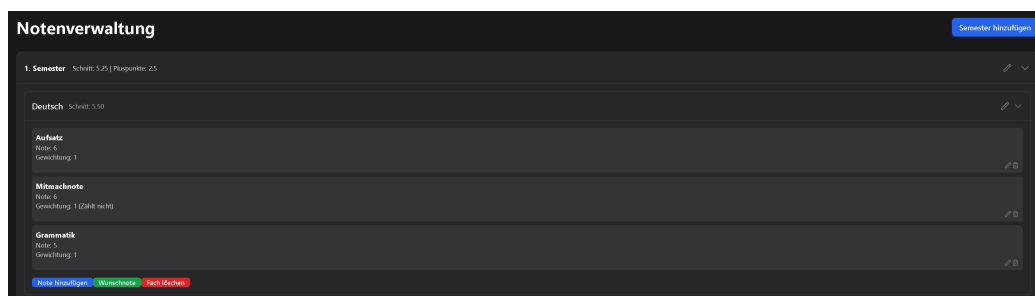 Notenverwaltung
Semester hinzufügen
1. Semester Schnitt: 5.25 | Pluspunkte: 2.5
Deutsch Schnitt: 5.50
Aufsatz
Note: 6
Gewichtung: 1
Mitmachnote
Note: 6
Gewichtung: 1 (Zählt nicht)
Grammatik
Note: 5
Gewichtung: 1
Note hinzufügen Wunschnote Fach löschen